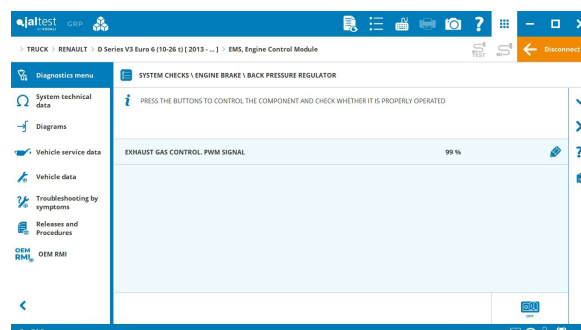 jaltest GRP
TRUCK > RENAULT > D Series V3 Euro 6 (10-26 t) [ 2013 - ... ] > EMS, Engine Control Module
TEST
Disconnect
Diagnostics menu
SYSTEM CHECKS \ ENGINE BRAKE \ BACK PRESSURE REGULATOR
System technical
data
PRESS THE BUTTONS TO CONTROL THE COMPONENT AND CHECK WHETHER IT IS PROPERLY OPERATED
Diagrams
Vehicle service data
EXHAUST GAS CONTROL. PWM SIGNAL 99 %
Vehicle data
Troubleshooting by
symptoms
Releases and
Procedures
OEM
RMI
OEM RMI